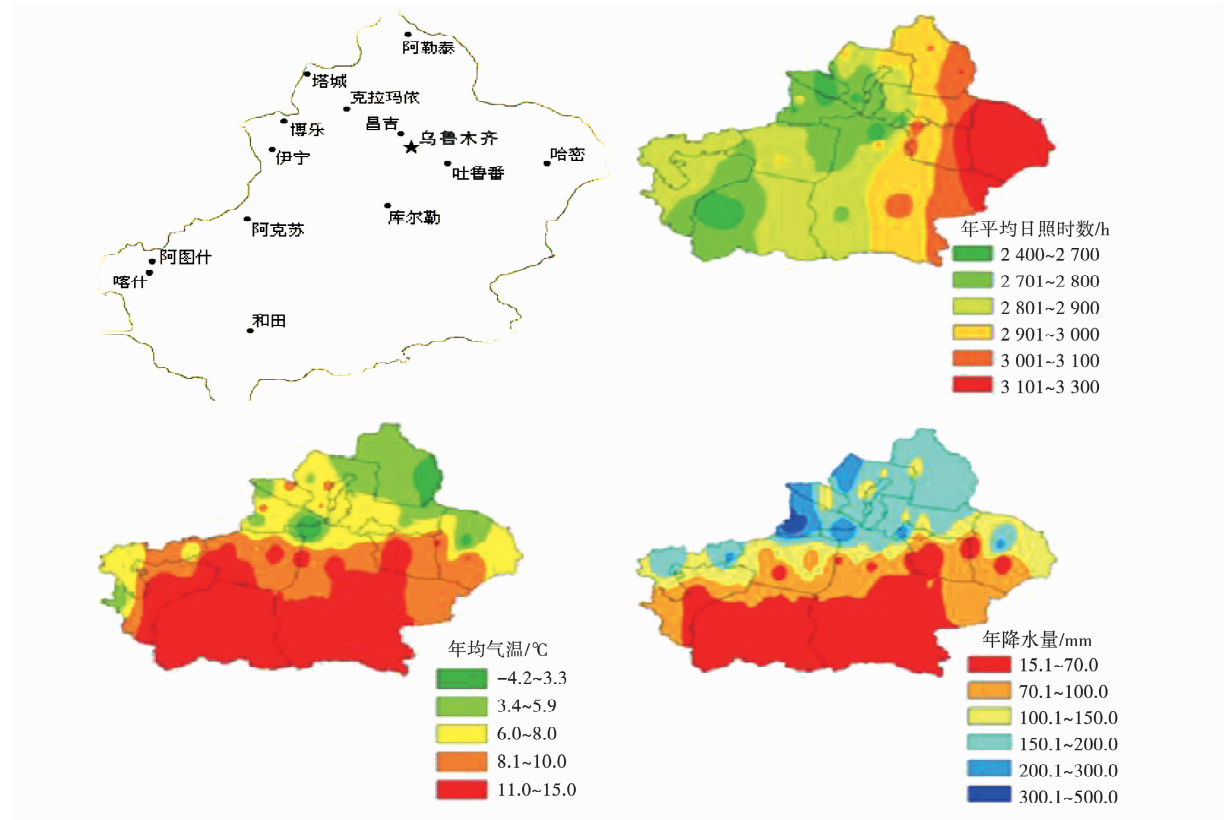 阿勒泰
塔城
克拉玛依
昌吉
博乐
乌鲁木齐
伊宁
吐鲁番
哈密
库尔勒
阿克苏
阿图什
喀什
和田
年平均日照时数/h
2 400~2 700
2 701~2 800
2 801~2 900
2 901~3 000
3 001~3 100
3 101~3 300
年均气温/℃
-4.2~3.3
3.4~5.9
6.0~8.0
8.1~10.0
11.0~15.0
年降水量/mm
15.1~70.0
70.1~100.0
100.1~150.0
150.1~200.0
200.1~300.0
300.1~500.0